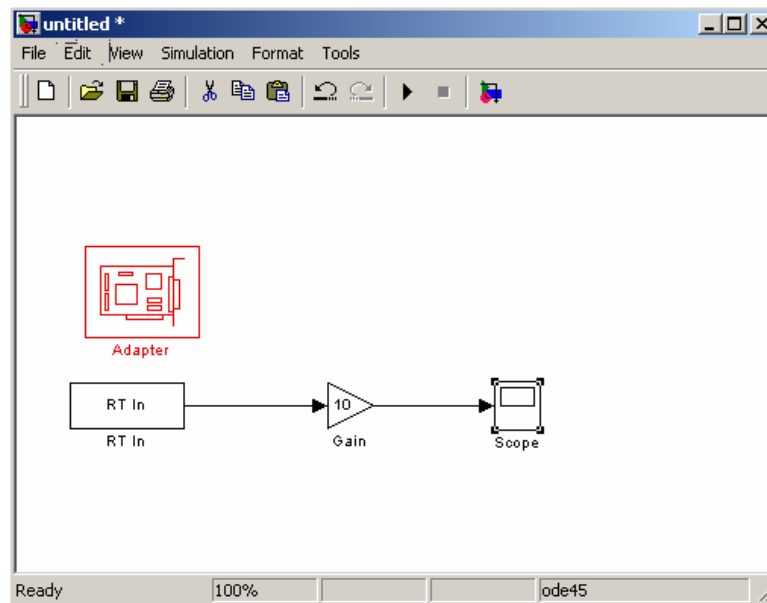 untitled *
File Edit View Simulation Format Tools
Adapter
RT In
10
RT In
Gain
Scope
Ready 100% ode45